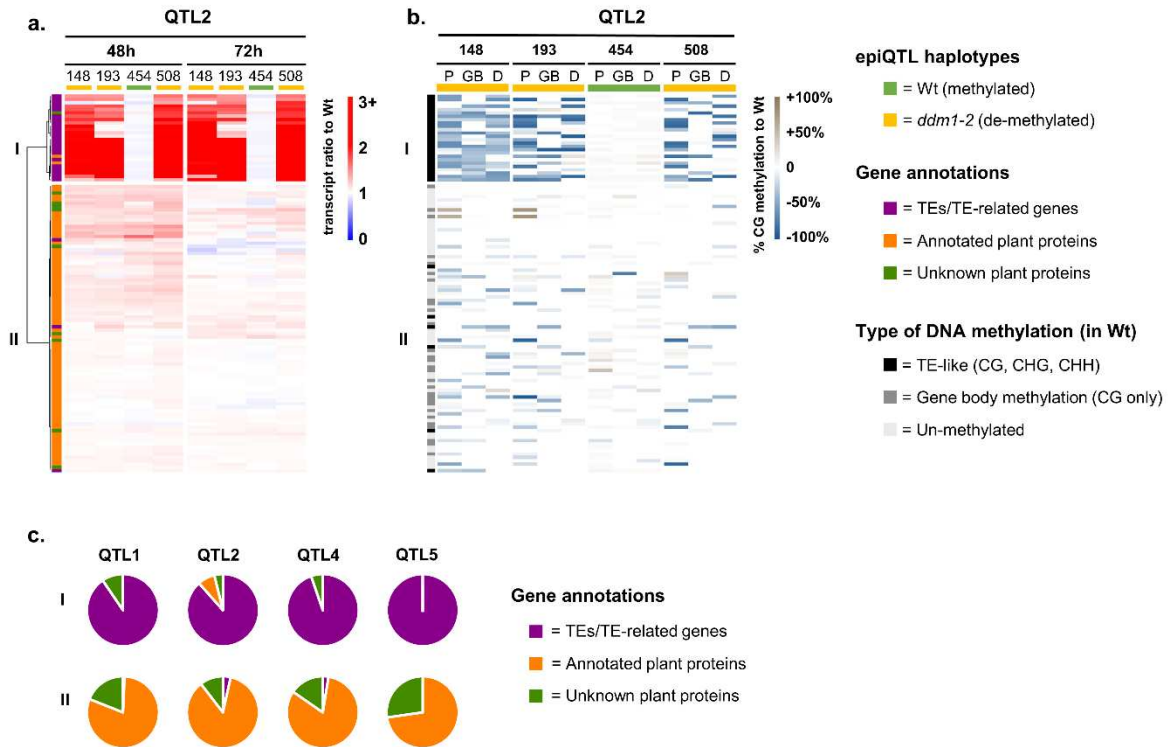 a.
QTL2
48h 72h
148 193 454 508 148 193 454 508
I
II
transcript ratio to Wt
3+
2
1
0
b.
QTL2
148 193 454 508
P GB D P GB D P GB D P GB D
I
II
% CG methylation to Wt
+100%
+50%
0
-50%
-100%
epiQTL haplotypes
= Wt (methylated)
= ddm1-2 (de-methylated)
Gene annotations
= TEs/TE-related genes
= Annotated plant proteins
= Unknown plant proteins
Type of DNA methylation (in Wt)
= TE-like (CG, CHG, CHH)
= Gene body methylation (CG only)
= Un-methylated
c.
QTL1 QTL2 QTL4 QTL5
I
II
Gene annotations
= TEs/TE-related genes
= Annotated plant proteins
= Unknown plant proteins